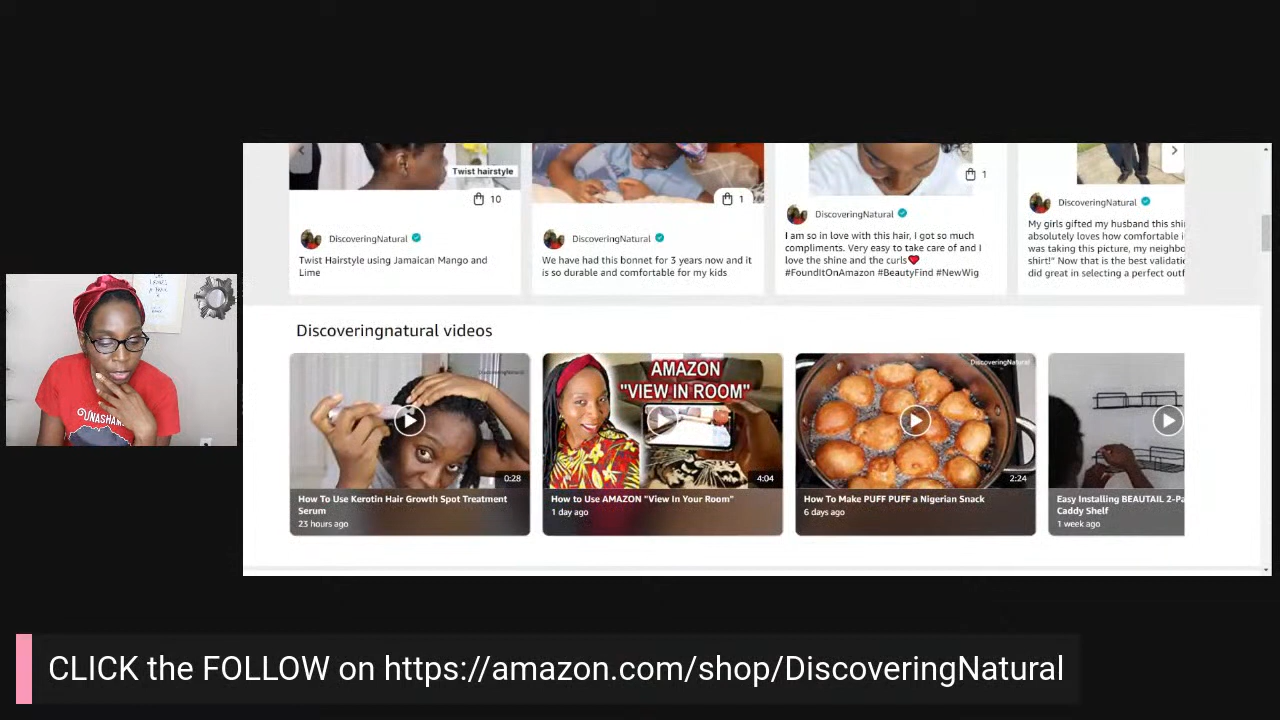 Twist hairstyle
10
1
1
DiscoveringNatural
Twist Hairstyle using Jamaican Mango and
Lime
DiscoveringNatural
We have had this bonnet for 3 years now and it
is so durable and comfortable for my kids
DiscoveringNatural
I am so in love with this hair, I got so much
compliments. Very easy to take care of and I
love the shine and the curls❤
#FoundItOnAmazon #BeautyFind #NewWig
DiscoveringNatural
My girls gifted my husband this shi
absolutely loves how comfortable i
was taking this picture, my neighbo
shirt!" Now that is the best validati
did great in selecting a perfect outf
Discoveringnatural videos
DiscoveringNatural
0:28
How To Use Kerotin Hair Growth Spot Treatment
Serum
23 hours ago
AMAZON
"VIEW IN ROOM"
4:04
How to Use AMAZON "View In Your Room"
1 day ago
DiscoveringNatural
2:24
How To Make PUFF PUFF a Nigerian Snack
6 days ago
Easy Installing BEAUTAIL 2-Pa
Caddy Shelf
1 week ago
UNASHAM
CLICK the FOLLOW on https://amazon.com/shop/DiscoveringNatural